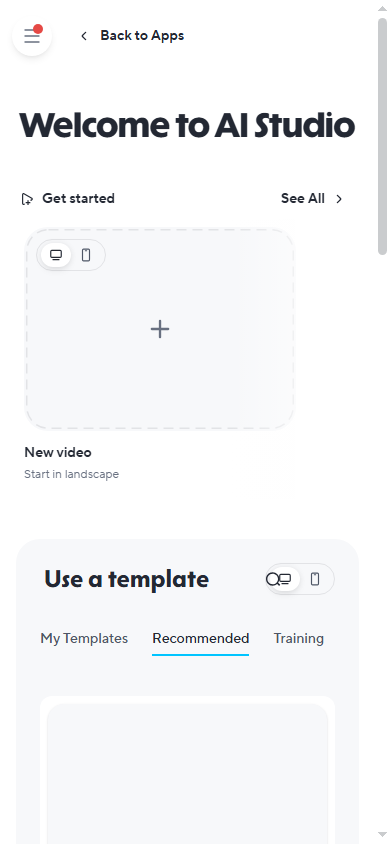 Back to Apps
Welcome to AI Studio
Get started
See All
New video
Start in landscape
Use a template
My Templates
Recommended
Training